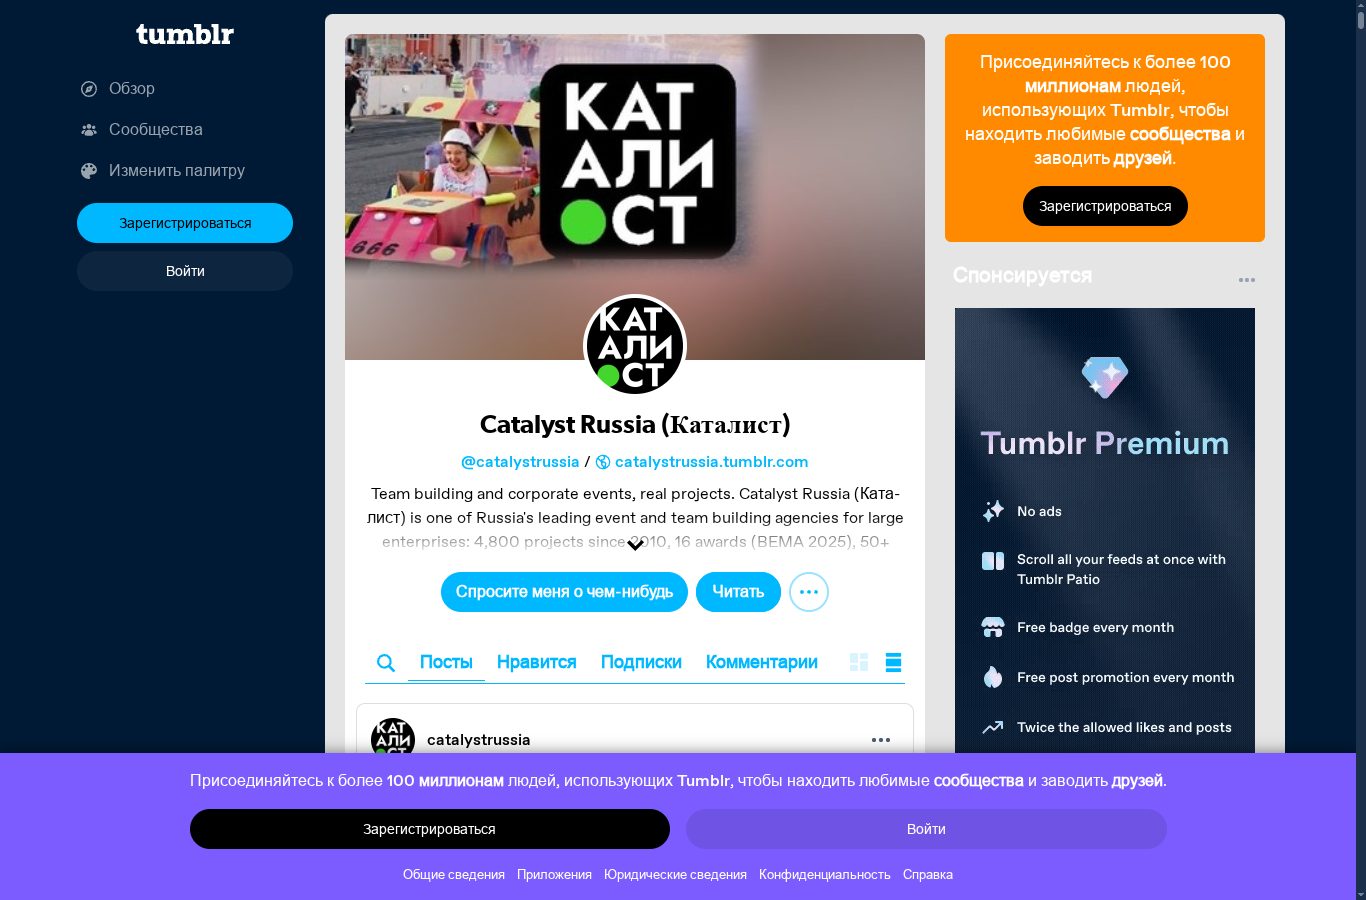 tumblr
Обзор
Сообщества
Изменить палитру
Зарегистрироваться
Войти
КАТ
АЛИ
СТ
666
КАТ
АЛИ
СТ
Catalyst Russia (Каталист)
@catalystrussia / catalystrussia.tumblr.com
Team building and corporate events, real projects. Catalyst Russia (Ката-
лист) is one of Russia's leading event and team building agencies for large
enterprises: 4,800 projects since 2010, 16 awards (BEMA 2025), 50+
Спросите меня о чем-нибудь
Читать
Посты
Нравится
Подписки
Комментарии
КАТ
АЛИ
catalystrussia
Присоединяйтесь к более 100
миллионам людей,
использующих Tumblr, чтобы
находить любимые сообщества и
заводить друзей.
Зарегистрироваться
Спонсируется
Tumblr Premium
No ads
Scroll all your feeds at once with
Tumblr Patio
Free badge every month
Free post promotion every month
Twice the allowed likes and posts
Присоединяйтесь к более 100 миллионам людей, использующих Tumblr, чтобы находить любимые сообщества и заводить друзей.
Зарегистрироваться
Войти
Общие сведения
Приложения
Юридические сведения
Конфиденциальность
Справка